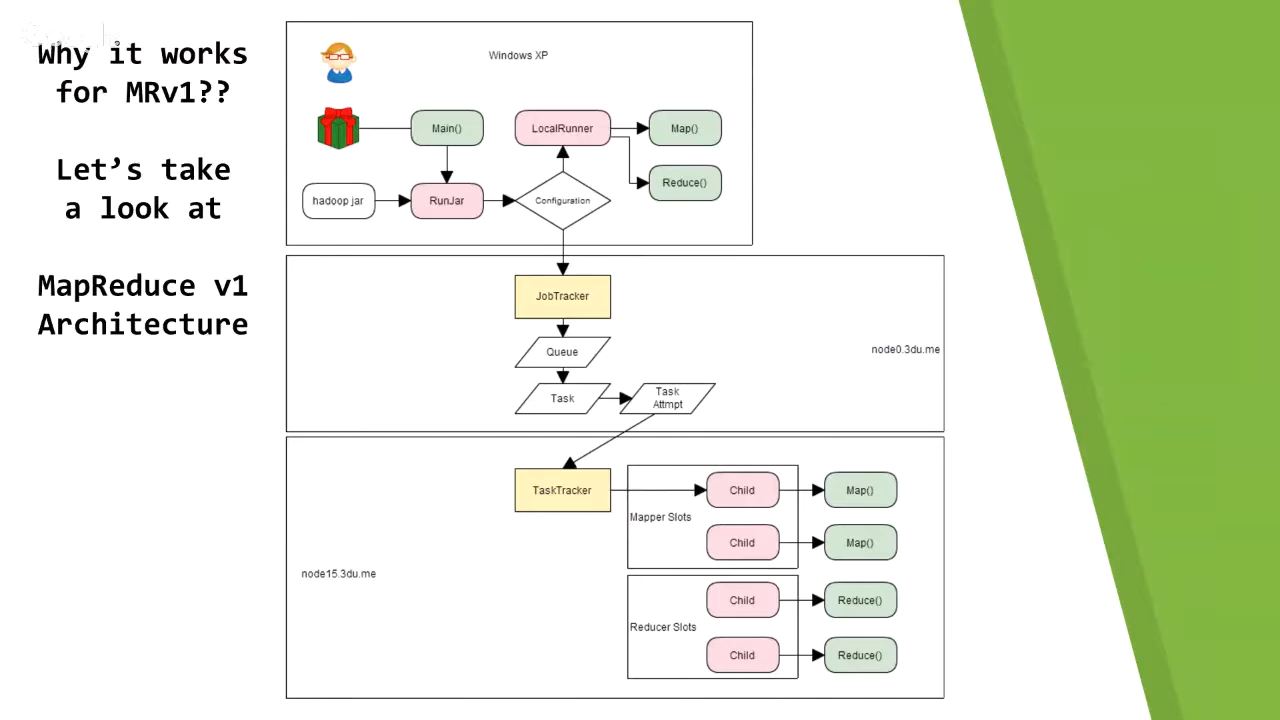 Why it works
for MRv1??
Let’s take
a look at
MapReduce v1
Architecture
Windows XP
Main()
LocalRunner
Map()
Reduce()
hadoop jar
RunJar
Configuration
JobTracker
Queue
node0.3du.me
Task
Task
Attmpt
TaskTracker
Child
Map()
Mapper Slots
Child
Map()
node15.3du.me
Child
Reduce()
Reducer Slots
Child
Reduce()